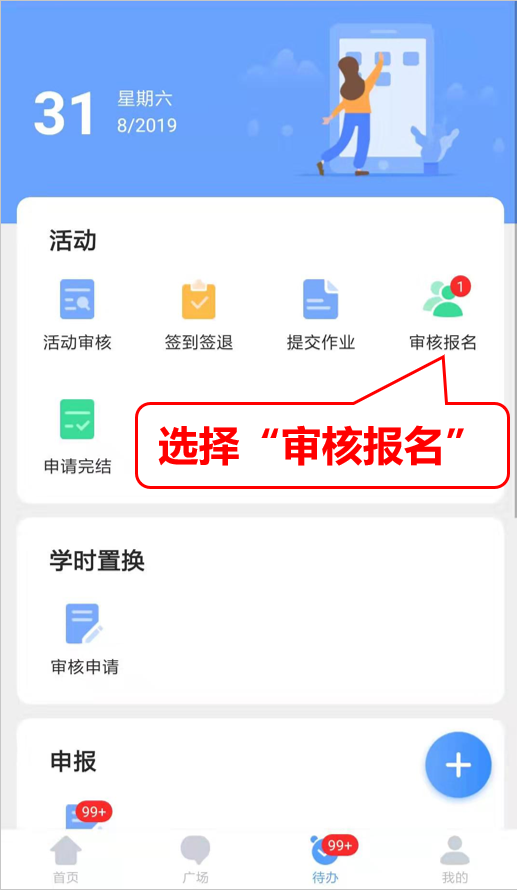 31
星期六
8/2019
活动
1
活动审核
签到签退
提交作业
审核报名
选择“审核报名”
申请完结
学时置换
审核申请
申报
99+
99+
首页
广场
待办
我的